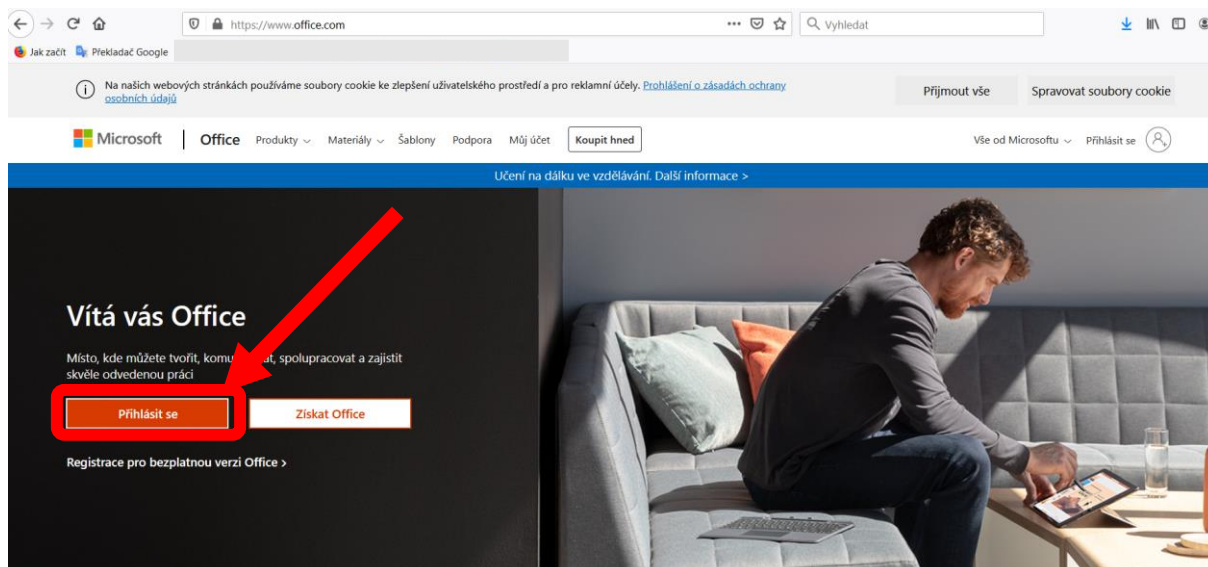 https://www.office.com
Vyhledat
Jak začít Překladač Google
Na našich webových stránkách používáme soubory cookie ke zlepšení uživatelského prostředí a pro reklamní účely. Prohlášení o zásadách ochrany
osobních údajů
Přijmout vše Spravovat soubory cookie
Microsoft Office Produkty Materiály Šablony Podpora Můj účet Koupit hned Vše od Microsoftu Přihlásit se
Učení na dálku ve vzdělávání. Další informace >
Vítá vás Office
Místo, kde můžete tvořit, spolupracovat a zajistit
skvěle odvedenou práci
Přihlásit se Získat Office
Registrace pro bezplatnou verzi Office >